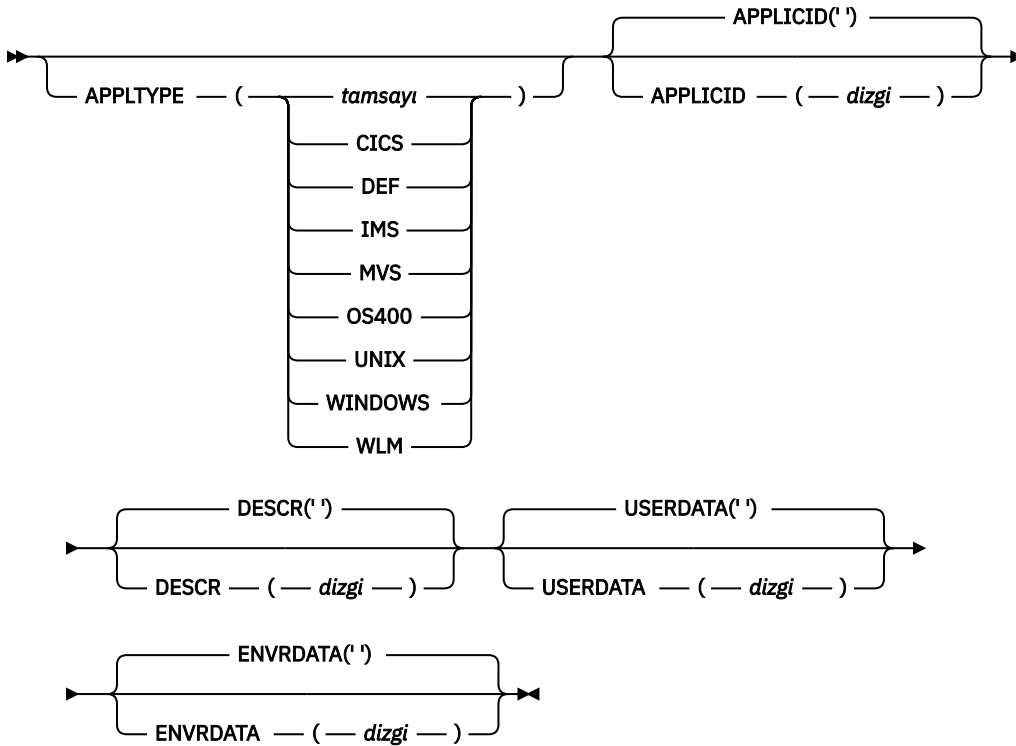 APPLICID(' ')
APPLTYPE ( tamsayı ) APPLICID ( dizgi )
CICS
DEF
IMS
MVS
OS400
UNIX
WINDOWS
WLM
DESCR(' ') USERDATA(' ')
DESCR ( dizgi ) USERDATA ( dizgi )
ENVRDATA(' ')
ENVRDATA ( dizgi )